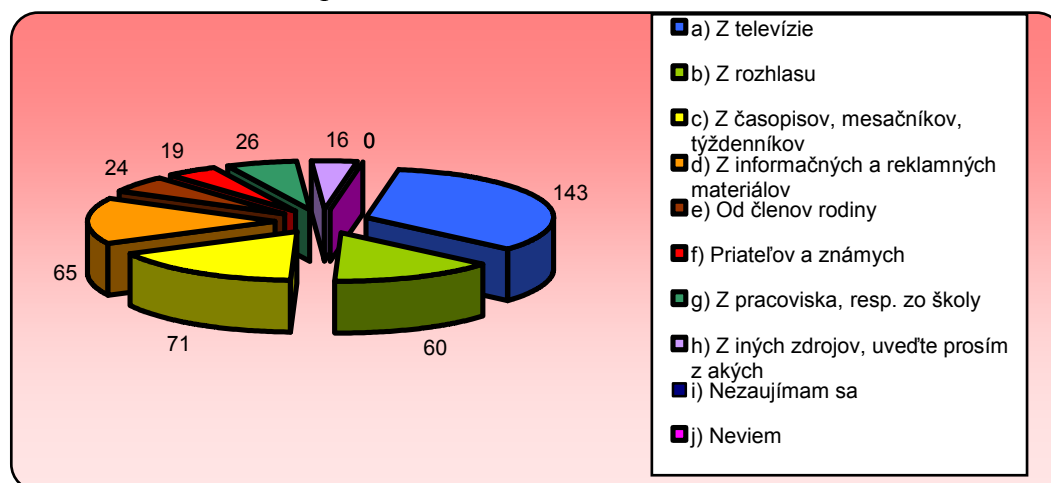 a) Z televízie
b) Z rozhlasu
c) Z časopisov, mesačníkov,
týždenníkov
d) Z informačných a reklamných
materiálov
e) Od členov rodiny
f) Priateľov a známych
g) Z pracoviska, resp. zo školy
h) Z iných zdrojov, uveďte prosím
z akých
i) Nezaujímam sa
j) Neviem
143
60
71
65
24
19
26
16
0